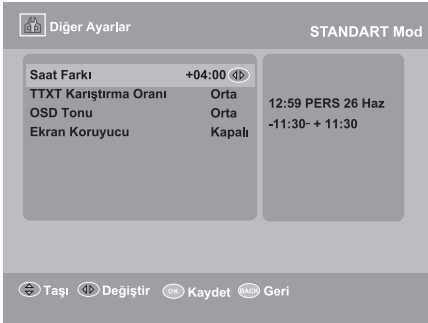 Diğer Ayarlar
STANDART Mod
Saat Farkı +04:00
TTXT Karıştırma Oranı Orta
OSD Tonu Orta
Ekran Koruyucu Kapalı
12:59 PERS 26 Haz
-11:30- + 11:30
Taşı Değiştir OK Kaydet BACK Geri